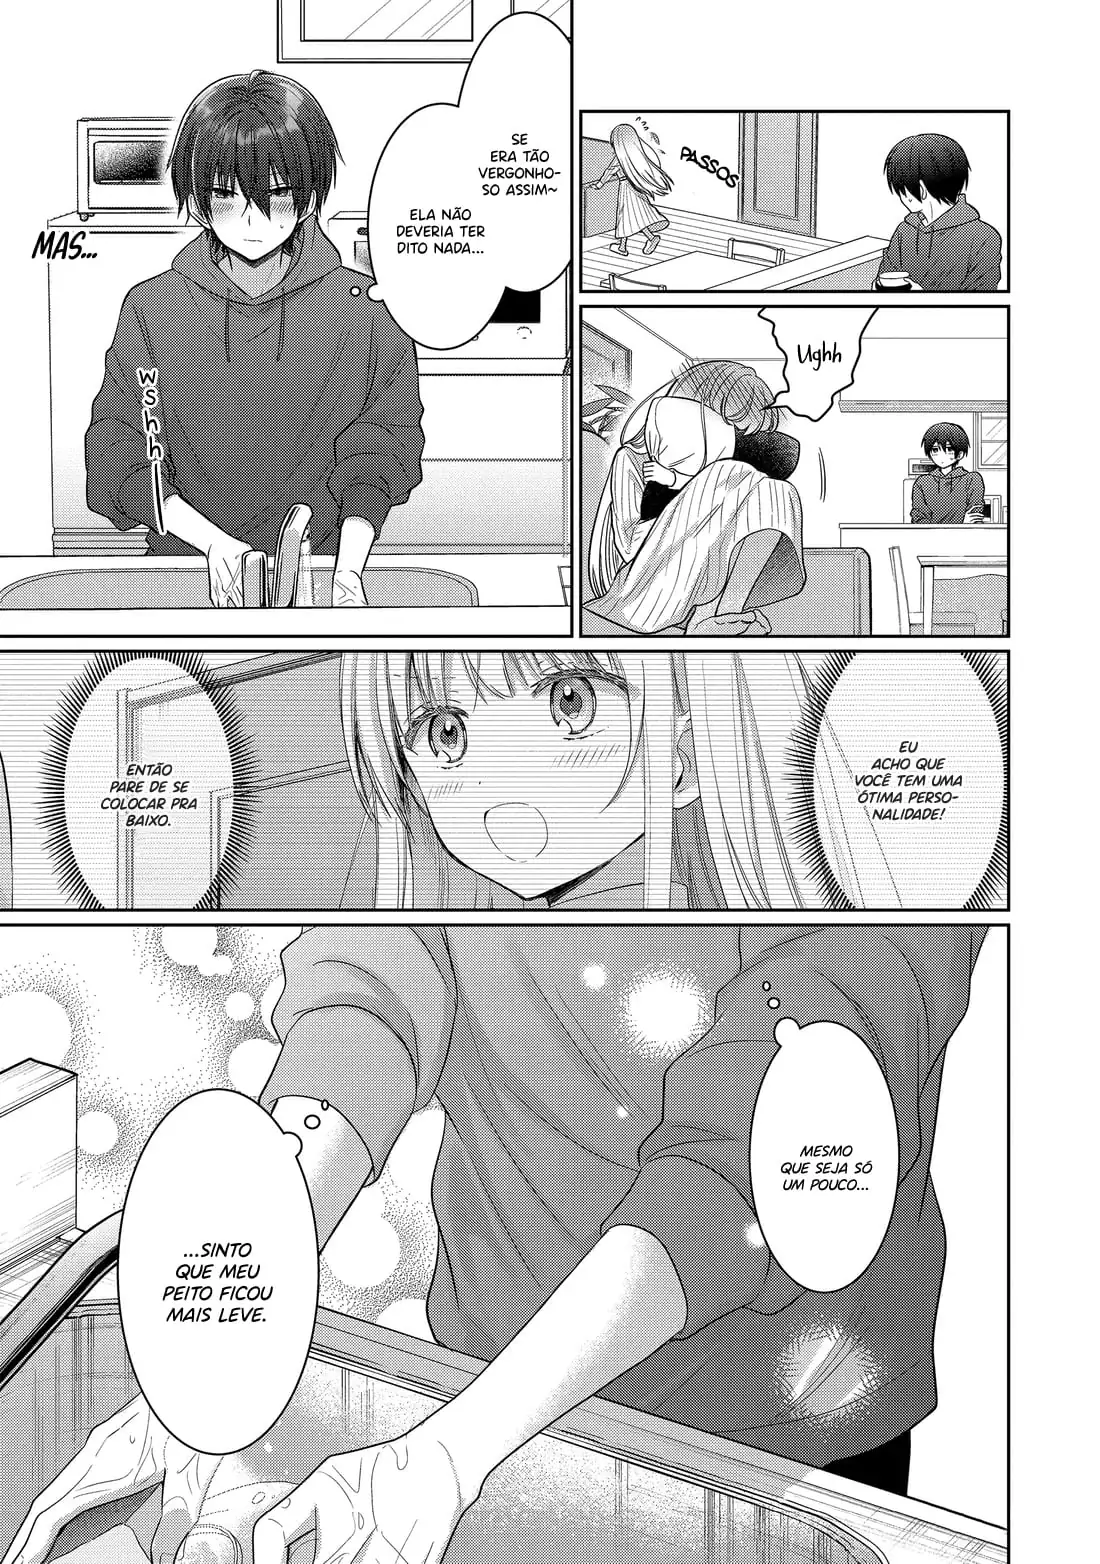 PASSOS
Ughh
SE
ERA TÃO
VERGONHO-
SO ASSIM~
ELA NÃO
DEVERIA TER
DITO NADA...
MAS...
wshh
EU
ACHO QUE
VOCÊ TEM UMA
ÓTIMA PERSO-
NALIDADE!
ENTÃO
PARE DE SE
COLOCAR PRA
BAIXO.
MESMO
QUE SEJA SÓ
UM POUCO...
...SINTO
QUE MEU
PEITO FICOU
MAIS LEVE.